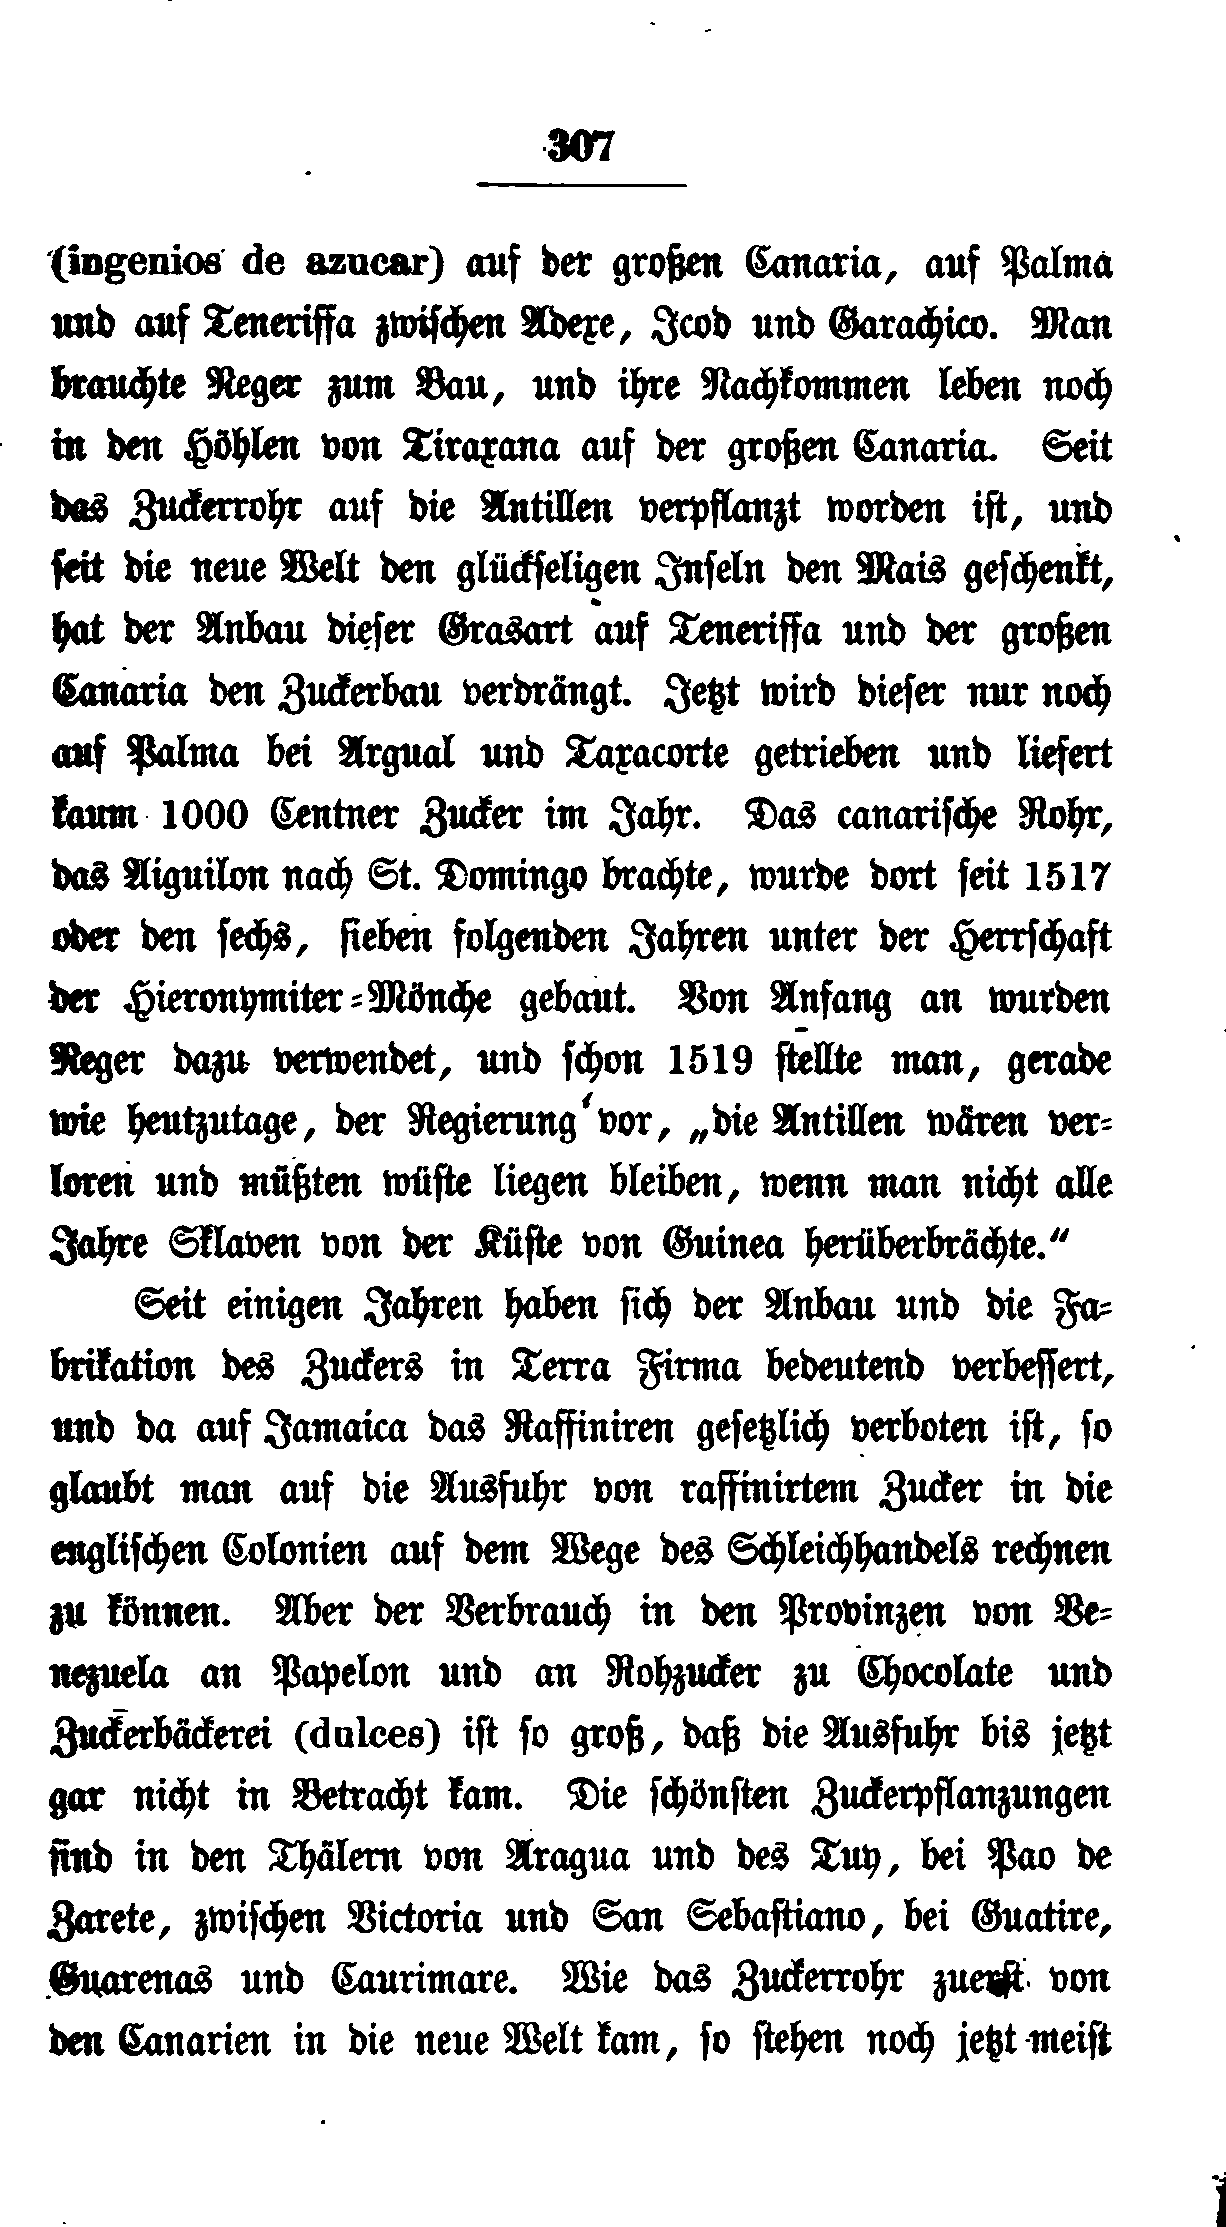 307
(ingenios de azucar) auf der großen Canaria, auf Palma
und auf Teneriffa zwiſchen Adexe, Icod und Garachico. Man
brauchte Neger zum Bau, und ihre Nachkommen leben noch
in den Höhlen von Tiraxana auf der großen Canaria. Seit
das Zuckerrohr auf die Antillen verpflanzt worden iſt, und
ſeit die neue Welt den glückſeligen Inſeln den Mais geſchenkt,
hat der Anbau dieſer Grasart auf Teneriffa und der großen
Canaria den Zuckerbau verdrängt. Jetzt wird dieſer nur noch
auf Palma bei Argual und Taxacorte getrieben und liefert
kaum 1000 Centner Zucker im Jahr. Das canariſche Rohr,
das Aiguilon nach St. Domingo brachte, wurde dort ſeit 1517
oder den ſechs, ſieben folgenden Jahren unter der Herrſchaft
der Hieronymiter-Mönche gebaut. Von Anfang an wurden
Neger dazu verwendet, und ſchon 1519 ſtellte man, gerade
wie heutzutage, der Regierung vor, „die Antillen wären ver-
loren und müßten wüſte liegen bleiben, wenn man nicht alle
Jahre Sklaven von der Küſte von Guinea herüberbrächte.“
Seit einigen Jahren haben ſich der Anbau und die Fa-
brikation des Zuckers in Terra Firma bedeutend verbeſſert,
und da auf Jamaica das Raffiniren geſetzlich verboten iſt, ſo
glaubt man auf die Ausfuhr von raffinirtem Zucker in die
engliſchen Colonien auf dem Wege des Schleichhandels rechnen
zu können. Aber der Verbrauch in den Provinzen von Ve-
nezuela an Papelon und an Rohzucker zu Chocolate und
Zuckerbäckerei (dulces) iſt ſo groß, daß die Ausfuhr bis jetzt
gar nicht in Betracht kam. Die ſchönſten Zuckerpflanzungen
ſind in den Thälern von Aragua und des Tuy, bei Pao de
Zarete, zwiſchen Victoria und San Sebaſtiano, bei Guatire,
Guarenas und Caurimare. Wie das Zuckerrohr zuerſt von
den Canarien in die neue Welt kam, ſo ſtehen noch jetzt meiſt